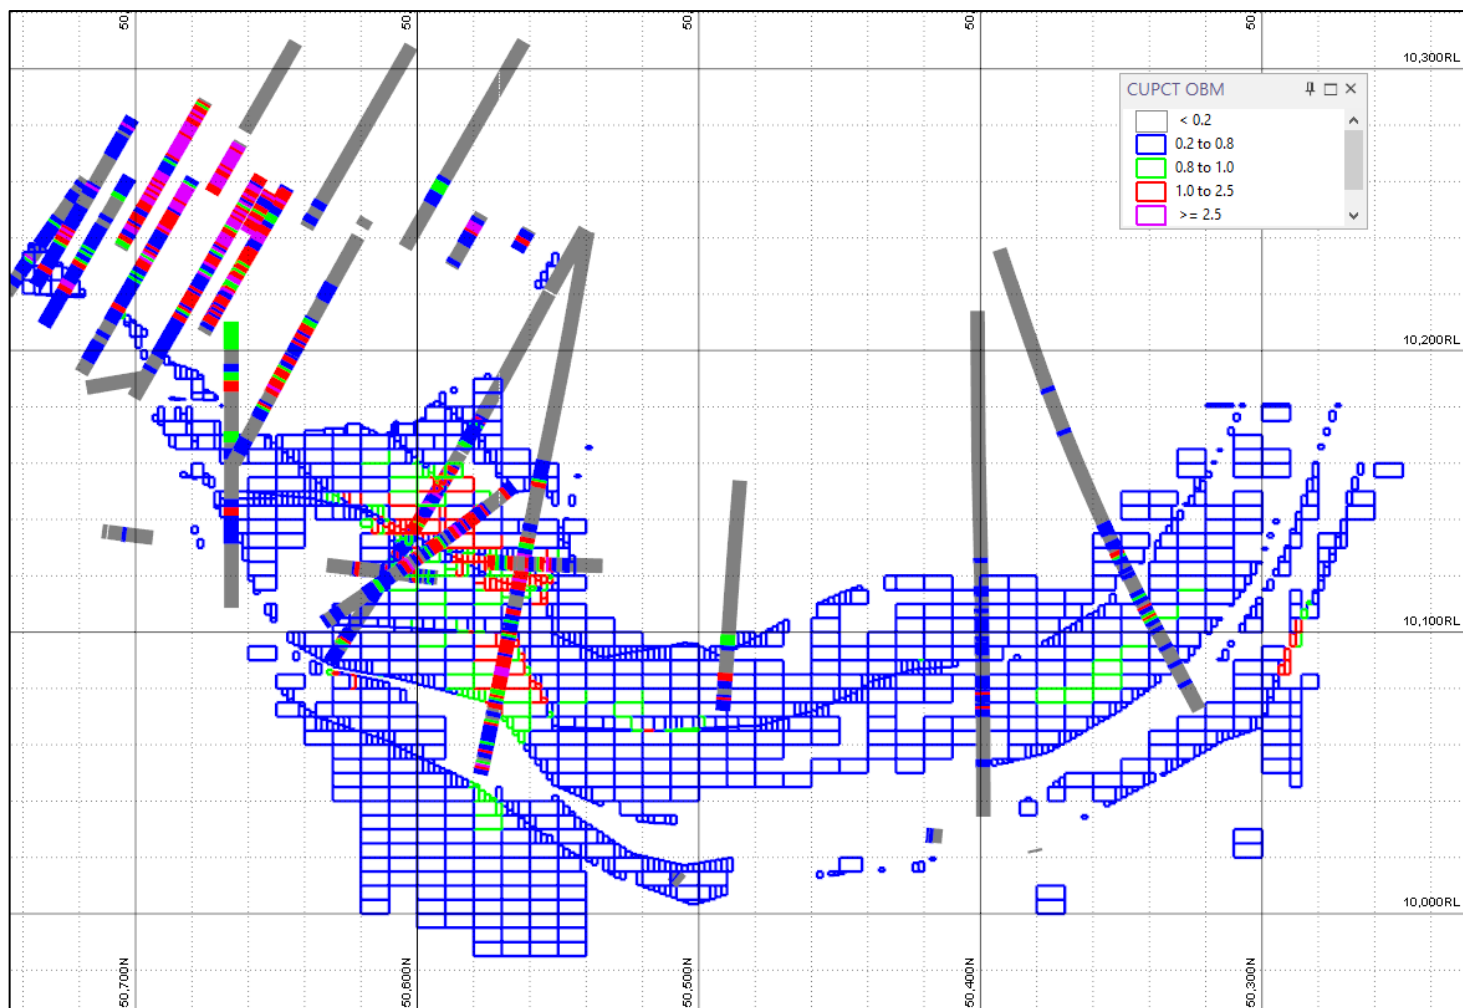 50,
50,
50,
50,
50,
10,300RL
CUPCT OBM
< 0.2
0.2 to 0.8
0.8 to 1.0
1.0 to 2.5
>= 2.5
10,200RL
10,100RL
10,000RL
50,700N
50,600N
50,500N
50,400N
50,300N